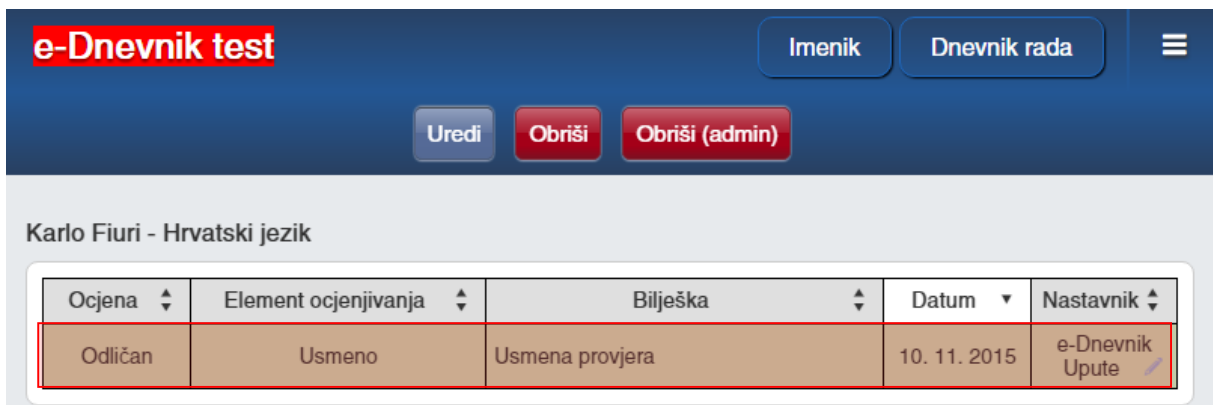 e-Dnevnik test Imenik Dnevnik rada
Uredi Obriši Obriši (admin)
Karlo Fiuri - Hrvatski jezik
Ocjena Element ocjenjivanja Bilješka Datum Nastavnik
Odličan Usmeno Usmena provjera 10. 11. 2015 e-Dnevnik
Upute